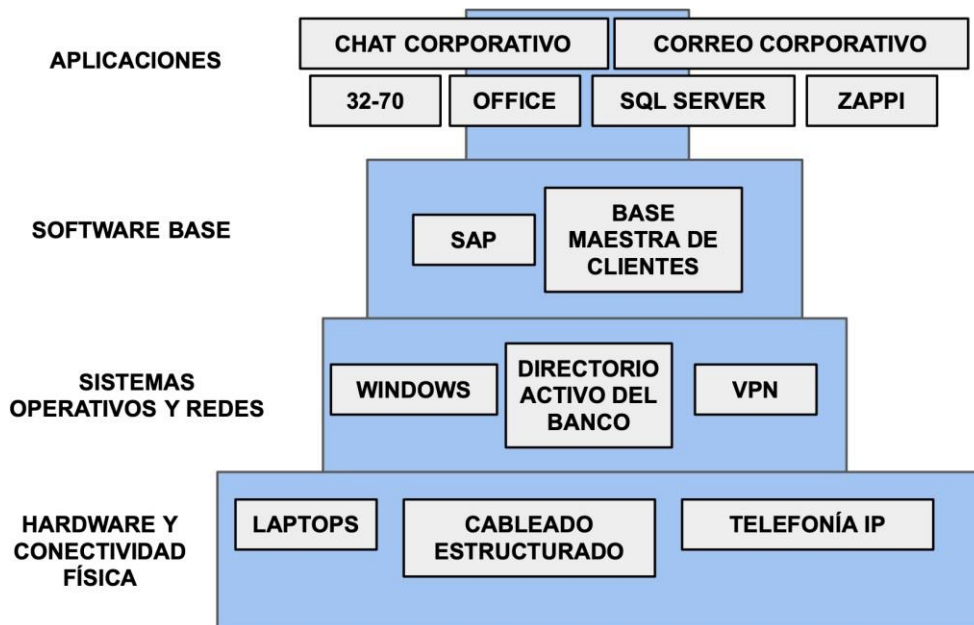 APLICACIONES
CHAT CORPORATIVO
CORREO CORPORATIVO
32-70
OFFICE
SQL SERVER
ZAPPI
SOFTWARE BASE
SAP
BASE
MAESTRA DE
CLIENTES
SISTEMAS
OPERATIVOS Y REDES
WINDOWS
DIRECTORIO
ACTIVO DEL
BANCO
VPN
HARDWARE Y
CONECTIVIDAD
FÍSICA
LAPTOPS
CABLEADO
ESTRUCTURADO
TELEFONÍA IP